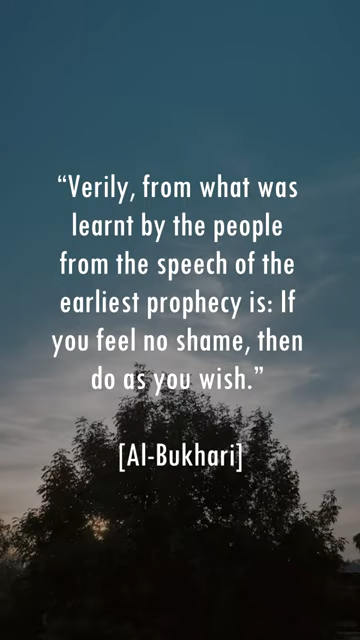 “Verily, from what was
learnt by the people
from the speech of the
earliest prophecy is: If
you feel no shame, then
do as you wish.”
[Al-Bukhari]